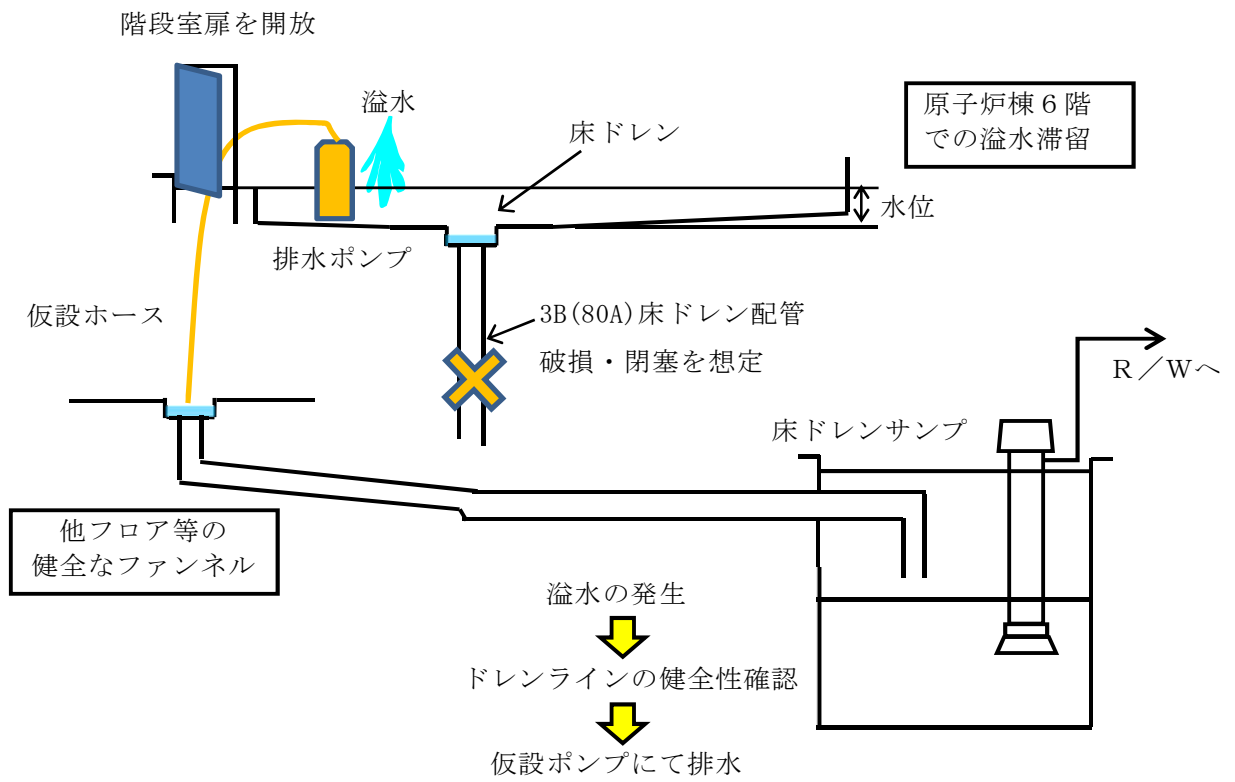 階段室扉を開放
溢水
床ドレン
原子炉棟６階
での溢水滞留
水位
排水ポンプ
仮設ホース
3B(80A)床ドレン配管
破損・閉塞を想定
Ｒ／Ｗへ
床ドレンサンプ
他フロア等の
健全なファンネル
溢水の発生
ドレンラインの健全性確認
仮設ポンプにて排水